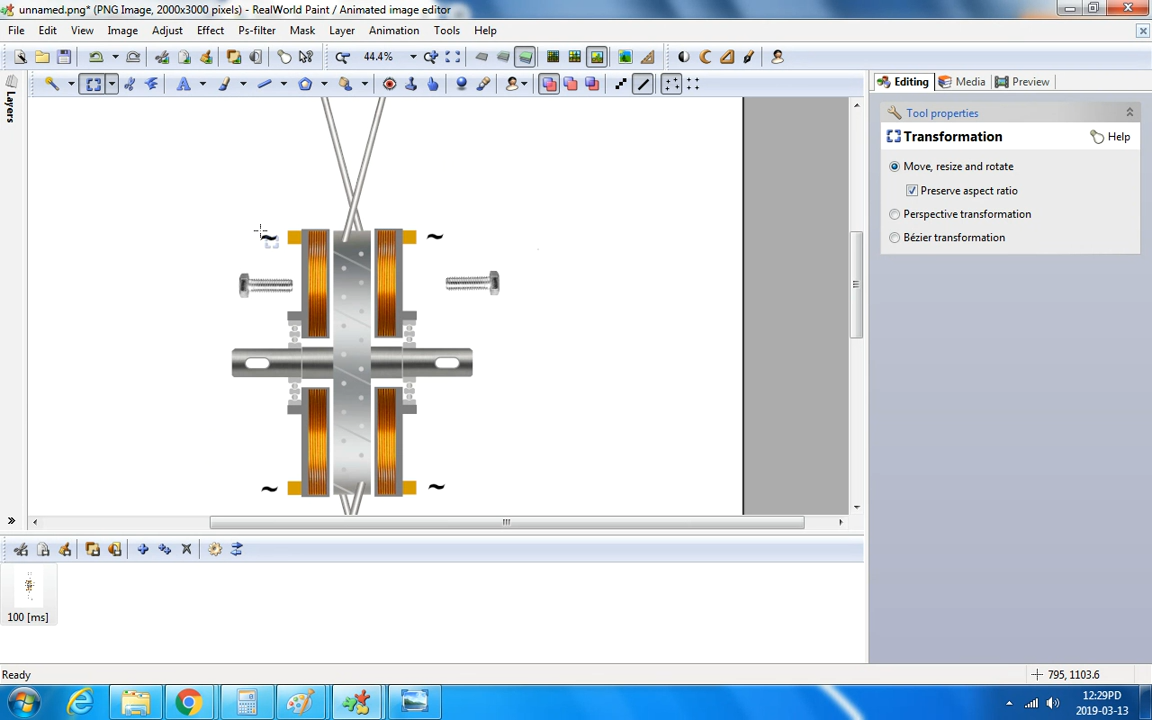 unnamed.png* (PNG Image, 2000x3000 pixels) - RealWorld Paint / Animated image editor
File Edit View Image Adjust Effect Ps-filter Mask Layer Animation Tools Help
44.4%
Layers
Editing Media Preview
Tool properties
Transformation Help
Move, resize and rotate
Preserve aspect ratio
Perspective transformation
Bézier transformation
~ ~
~ ~
100 [ms]
Ready 795, 1103.6
12:29PD
2019-03-13